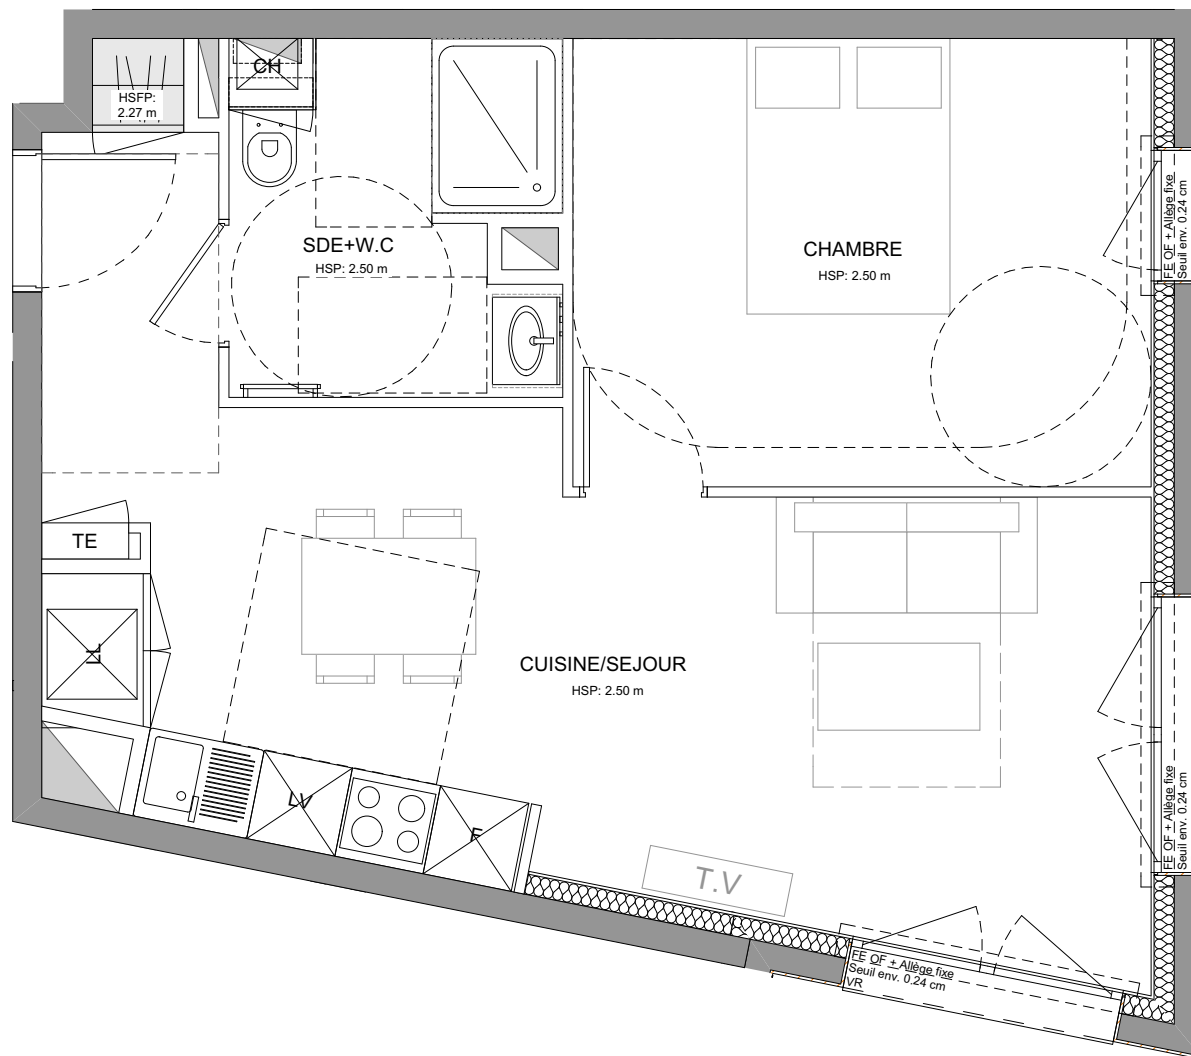 CH
HSFP:
2.27 m
SDE+W.C
HSP: 2.50 m
CHAMBRE
HSP: 2.50 m
FE OF + Allège fixe
Seuil env. 0.24 cm
TE
LL
CUISINE/SEJOUR
HSP: 2.50 m
LV
F
T.V
FE OF + Allège fixe
Seuil env. 0.24 cm
FE OF + Allège fixe
Seuil env. 0.24 cm
VR